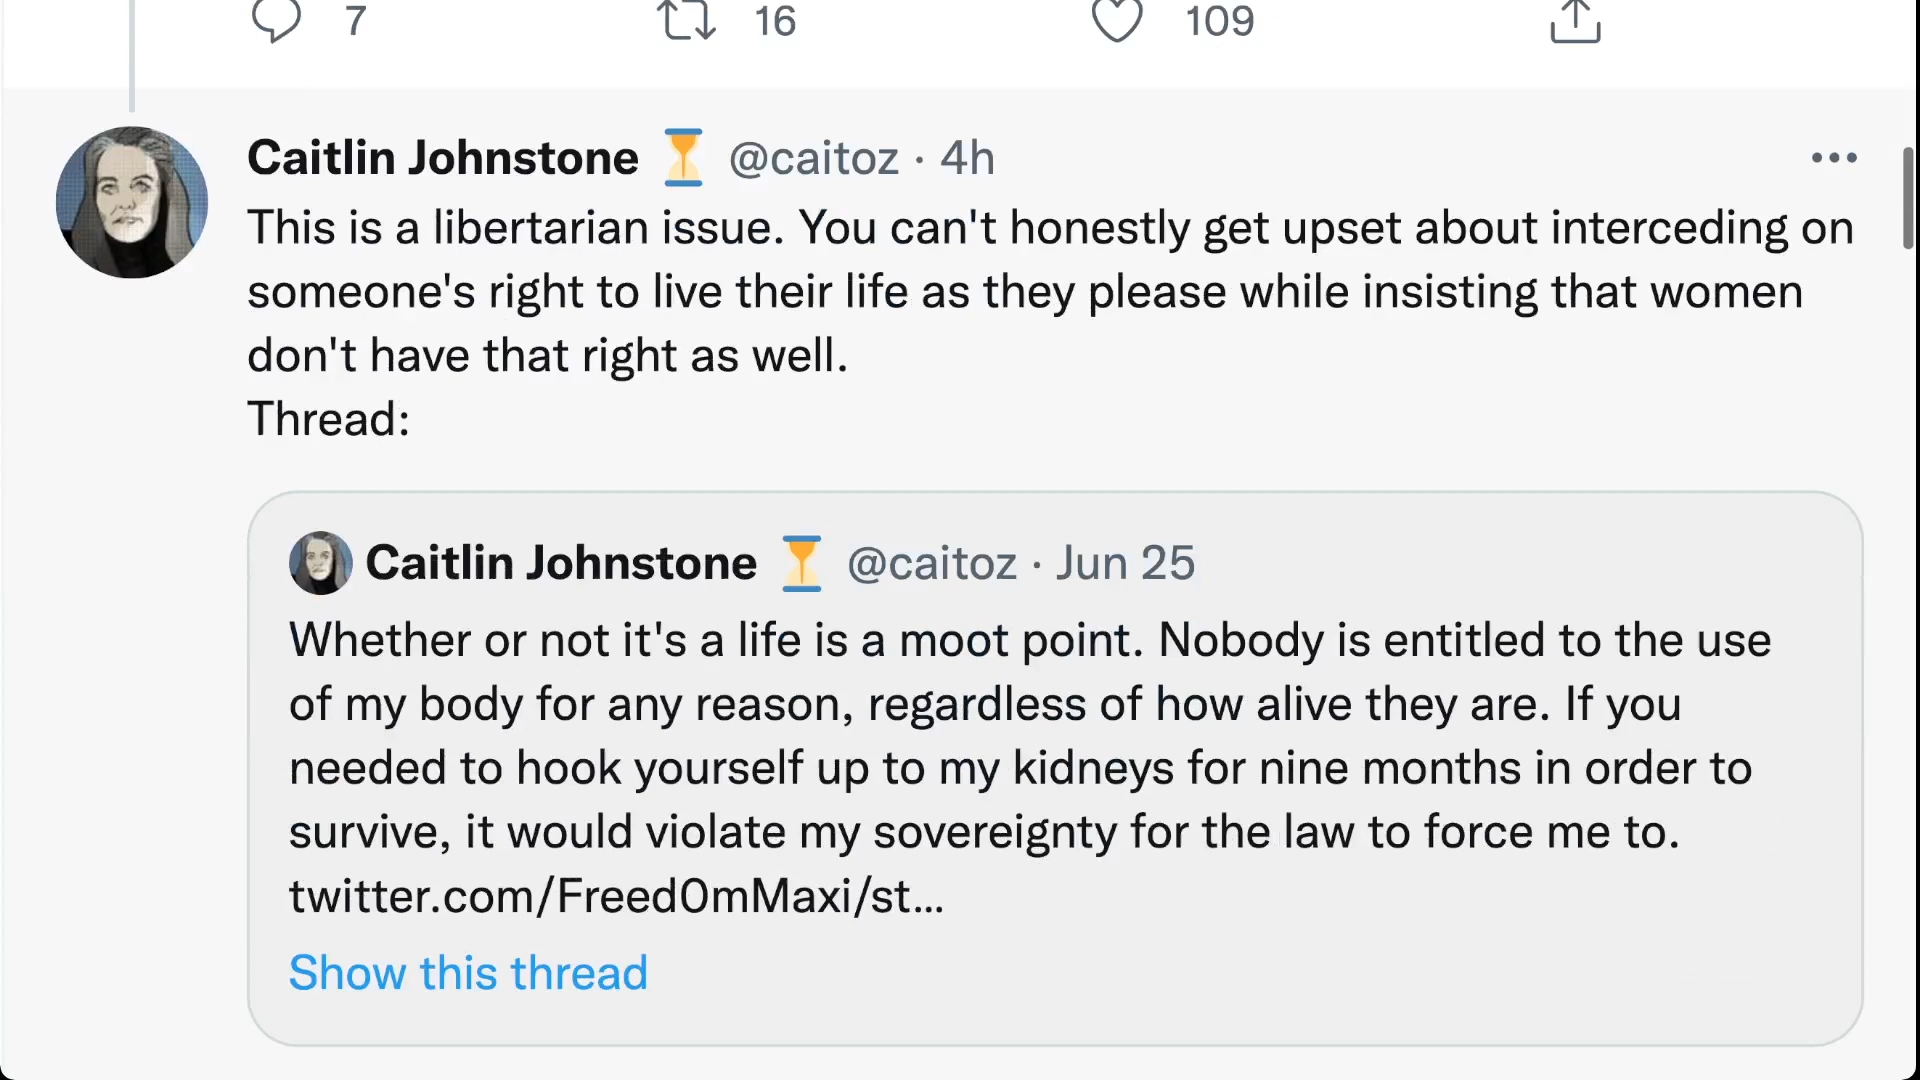 7 16 109
Caitlin Johnstone ⏳ @caitoz · 4h
This is a libertarian issue. You can't honestly get upset about interceding on
someone's right to live their life as they please while insisting that women
don't have that right as well.
Thread:
Caitlin Johnstone ⏳ @caitoz · Jun 25
Whether or not it's a life is a moot point. Nobody is entitled to the use
of my body for any reason, regardless of how alive they are. If you
needed to hook yourself up to my kidneys for nine months in order to
survive, it would violate my sovereignty for the law to force me to.
twitter.com/Freed0mMaxi/st…
Show this thread